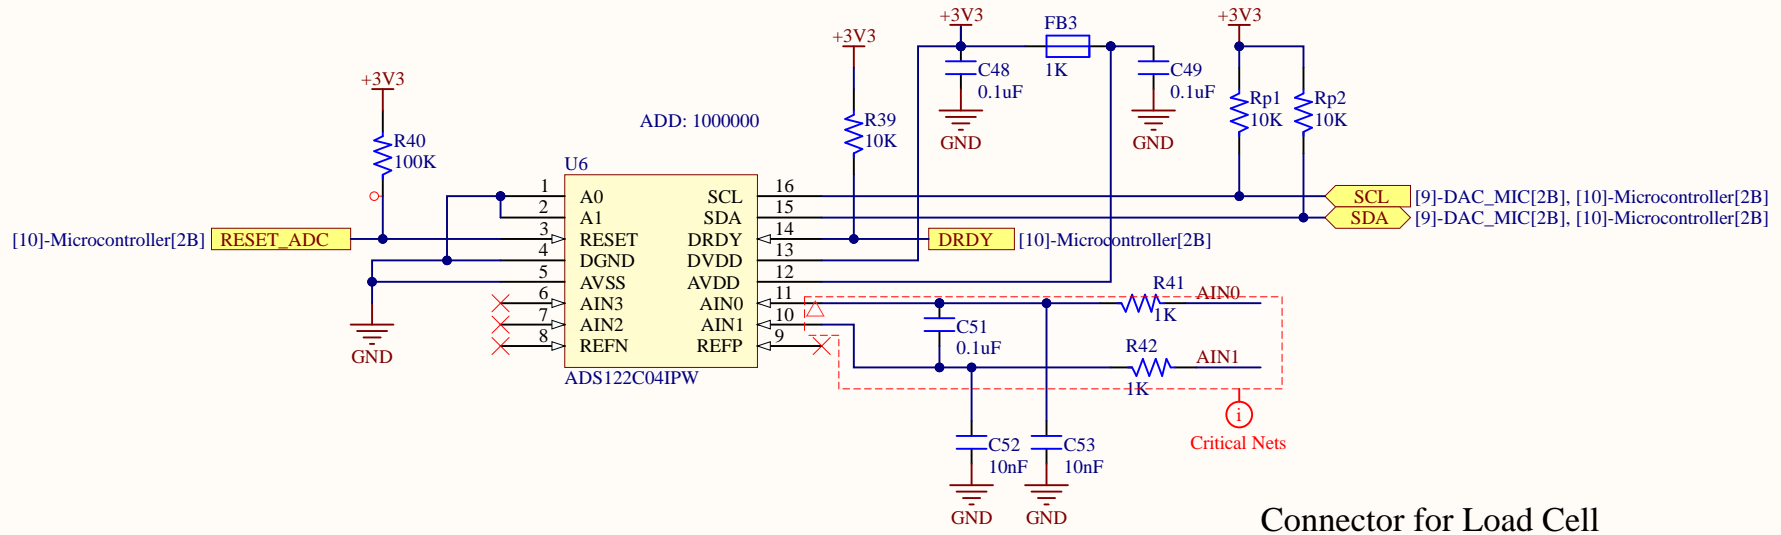 +3V3
FB3
+3V3
+3V3
C48
1K
C49
+3V3
0.1uF
0.1uF
Rp1
Rp2
ADD: 1000000
R39
10K
10K
10K
R40
GND
GND
100K
U6
1
A0
SCL
16
SCL
[9]-DAC_MIC[2B], [10]-Microcontroller[2B]
2
A1
SDA
15
SDA
[9]-DAC_MIC[2B], [10]-Microcontroller[2B]
[10]-Microcontroller[2B]
RESET_ADC
3
RESET
DRDY
14
DRDY
[10]-Microcontroller[2B]
4
DGND
DVDD
13
5
AVSS
AVDD
12
R41
6
AIN3
AIN0
11
AIN0
1K
7
AIN2
AIN1
10
C51
8
REFN
REFP
9
0.1uF
R42
GND
AIN1
ADS122C04IPW
1K
i
Critical Nets
C52
C53
10nF
10nF
GND
GND
Connector for Load Cell